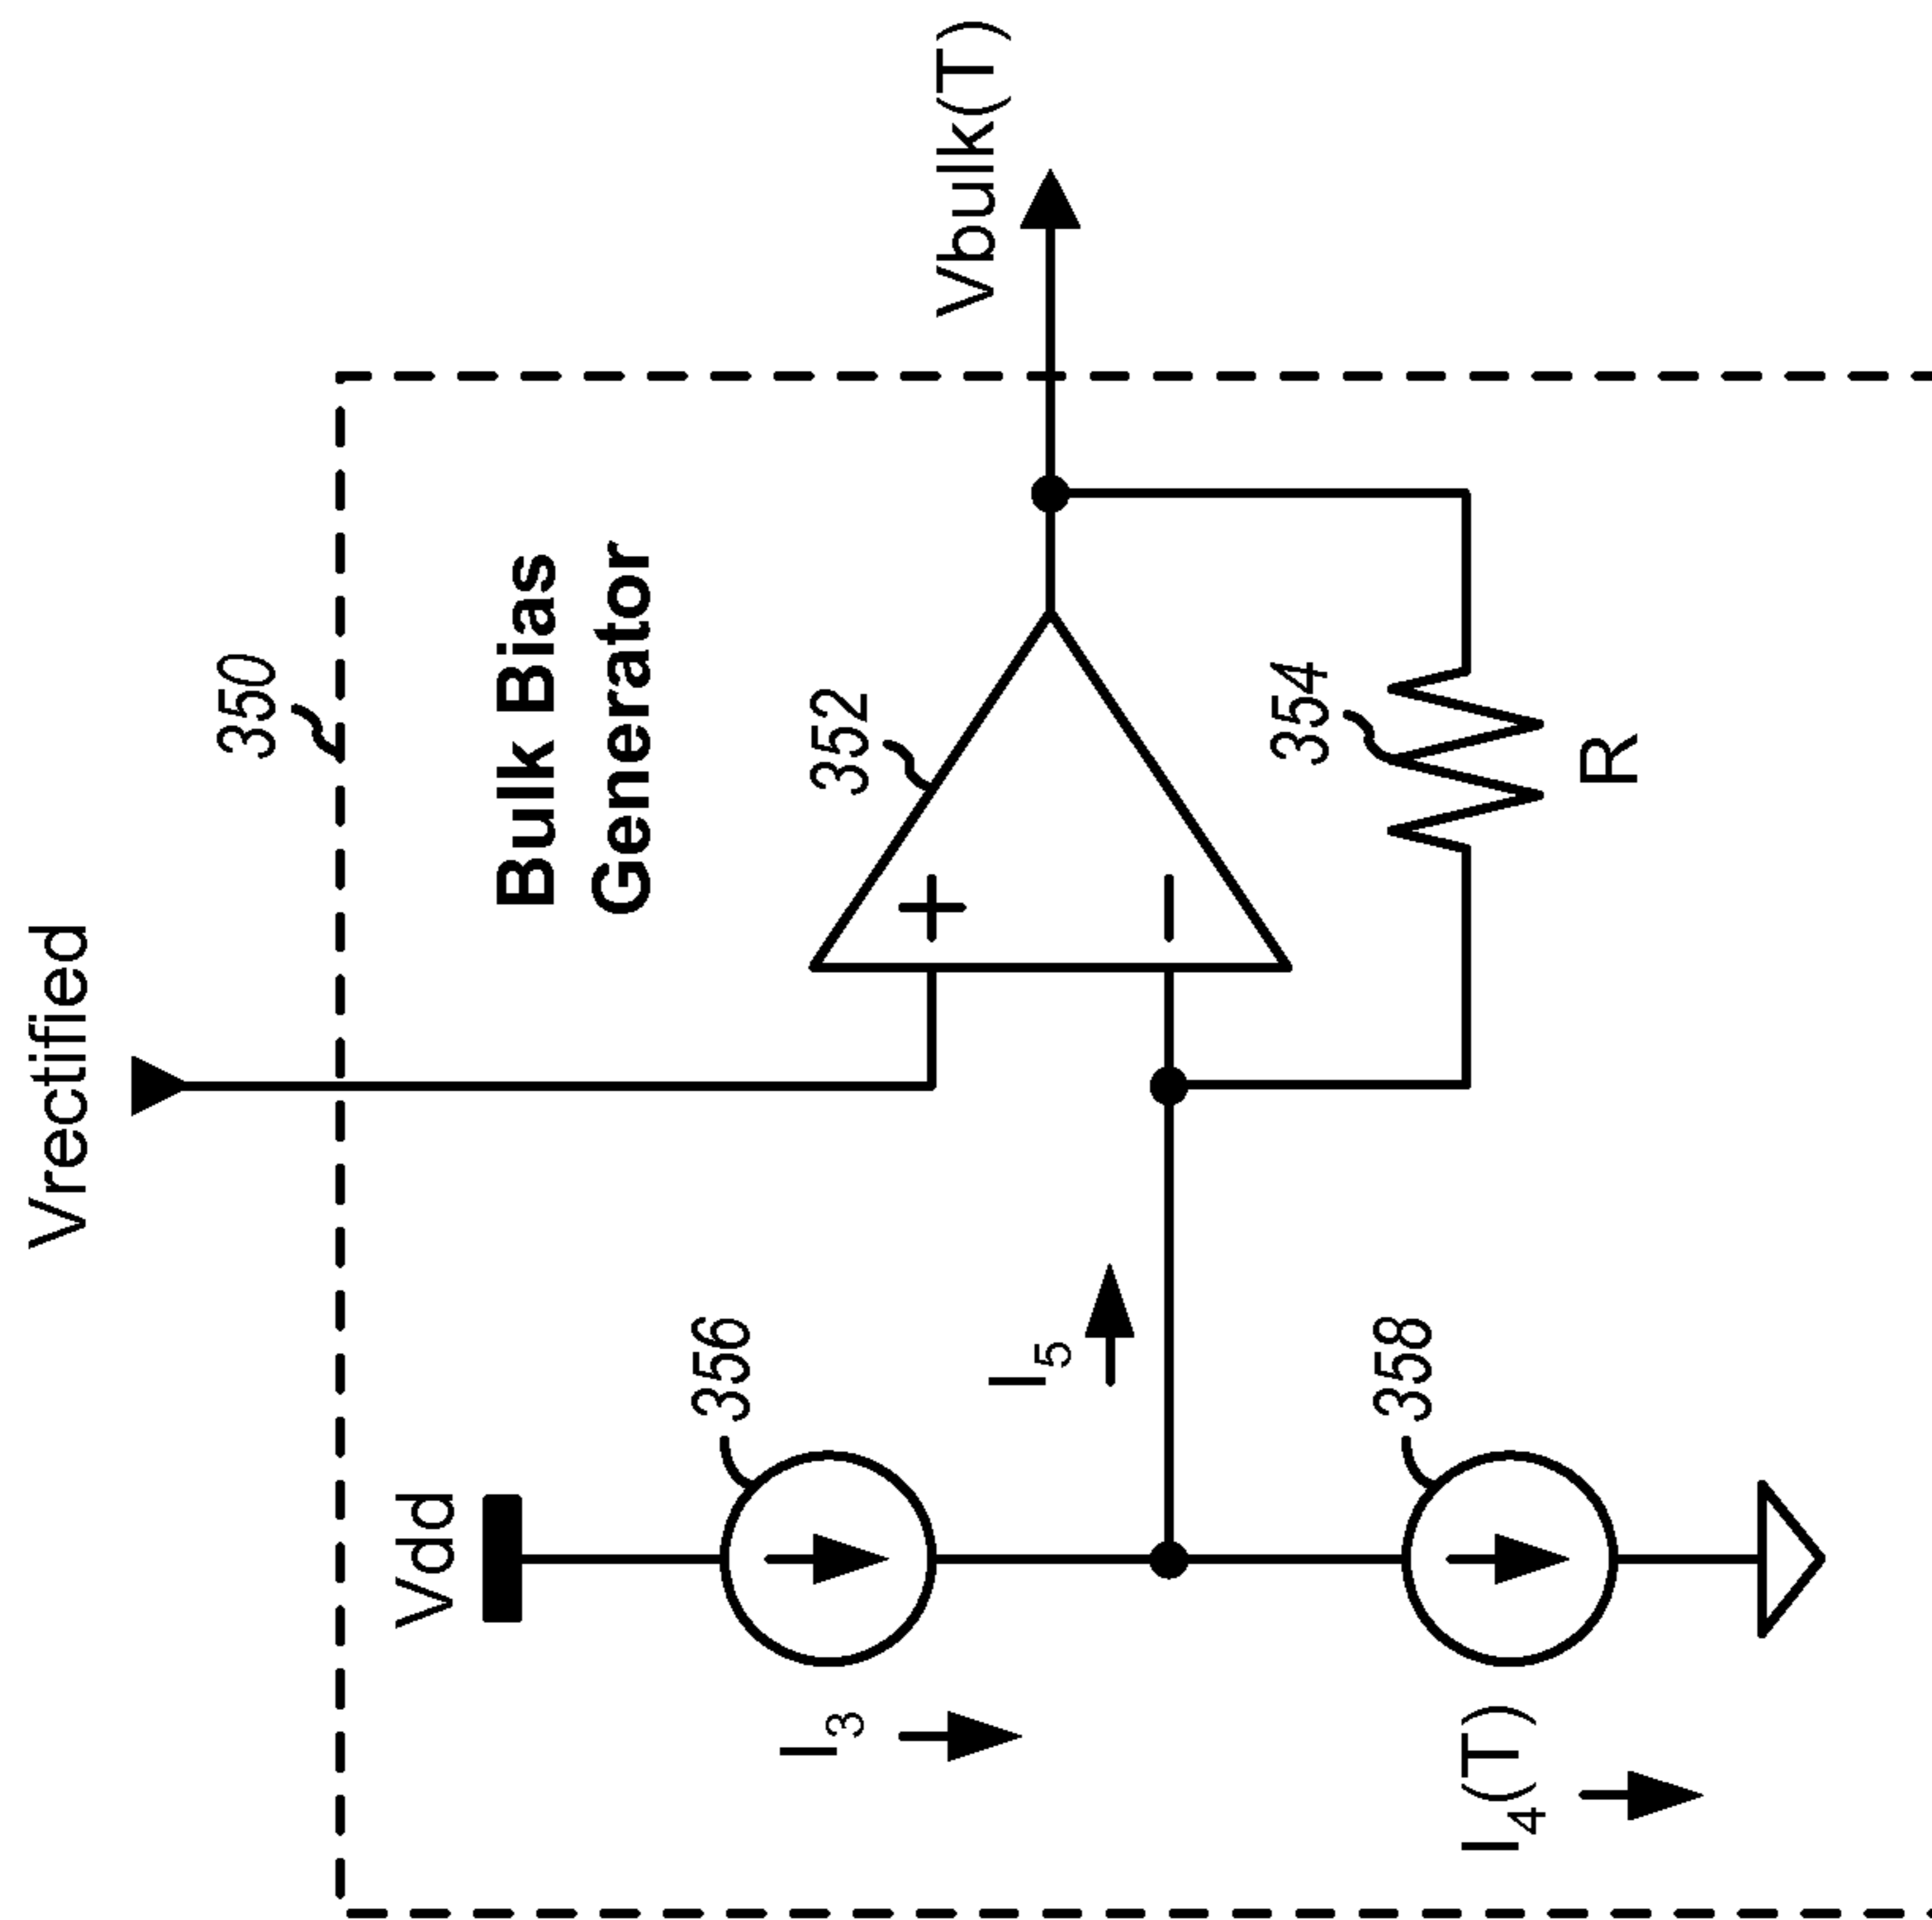 Vrectified
350
Vdd
Bulk Bias
Generator
356
I3
352
+
−
Vbulk(T)
I5
354
R
358
I4(T)